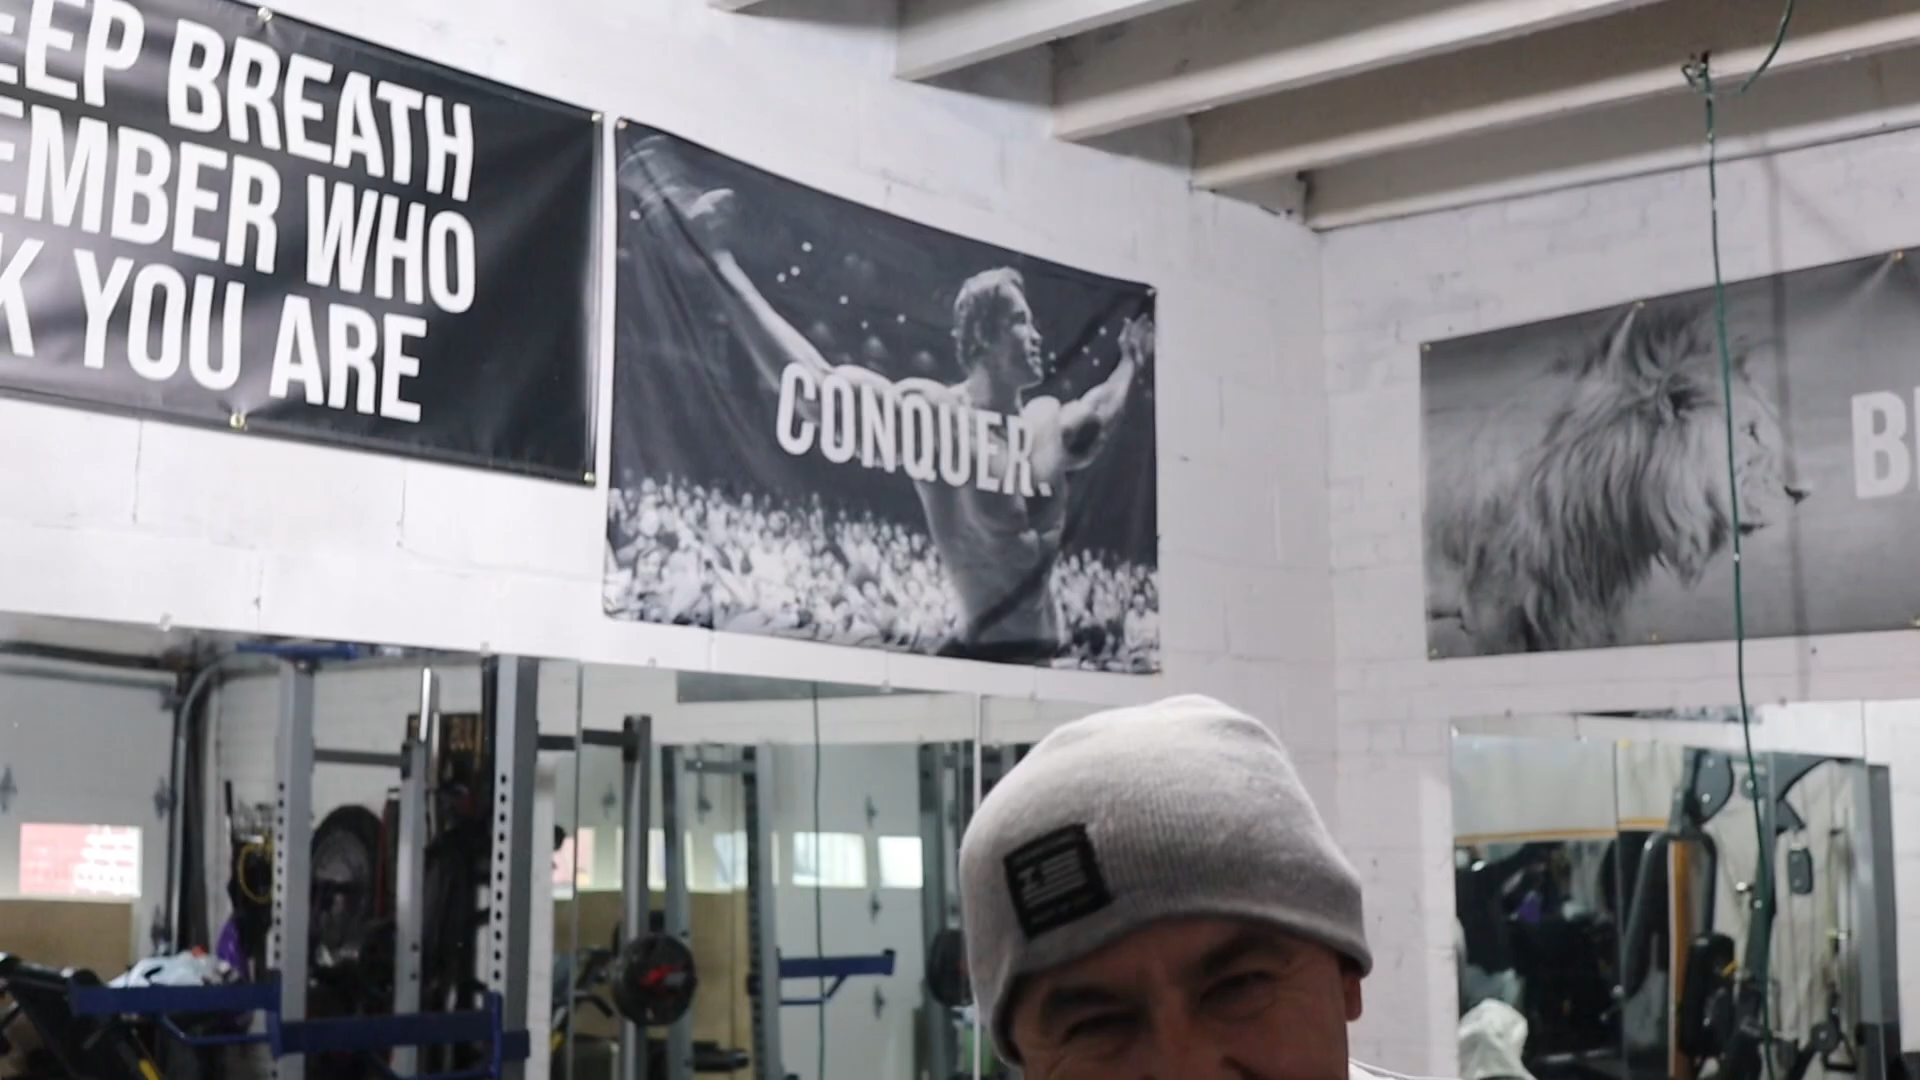 EEP BREATH
EMBER WHO
K YOU ARE
CONQUER.
B